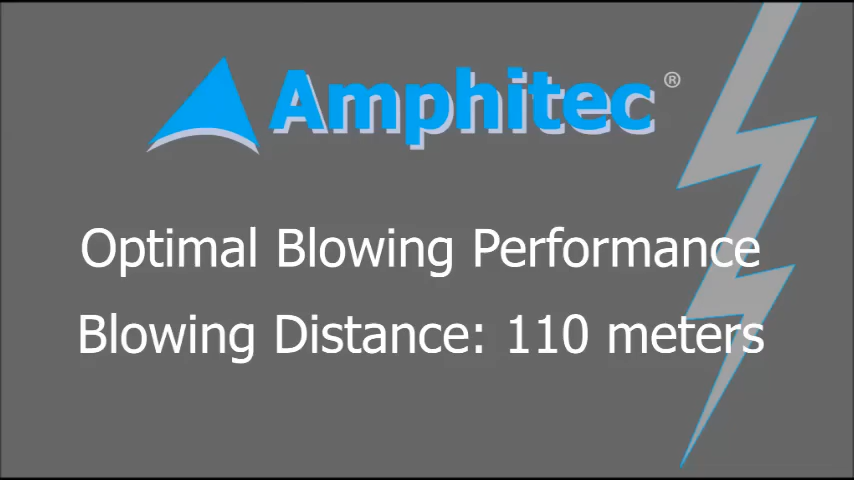 Amphitec®
Optimal Blowing Performance
Blowing Distance: 110 meters